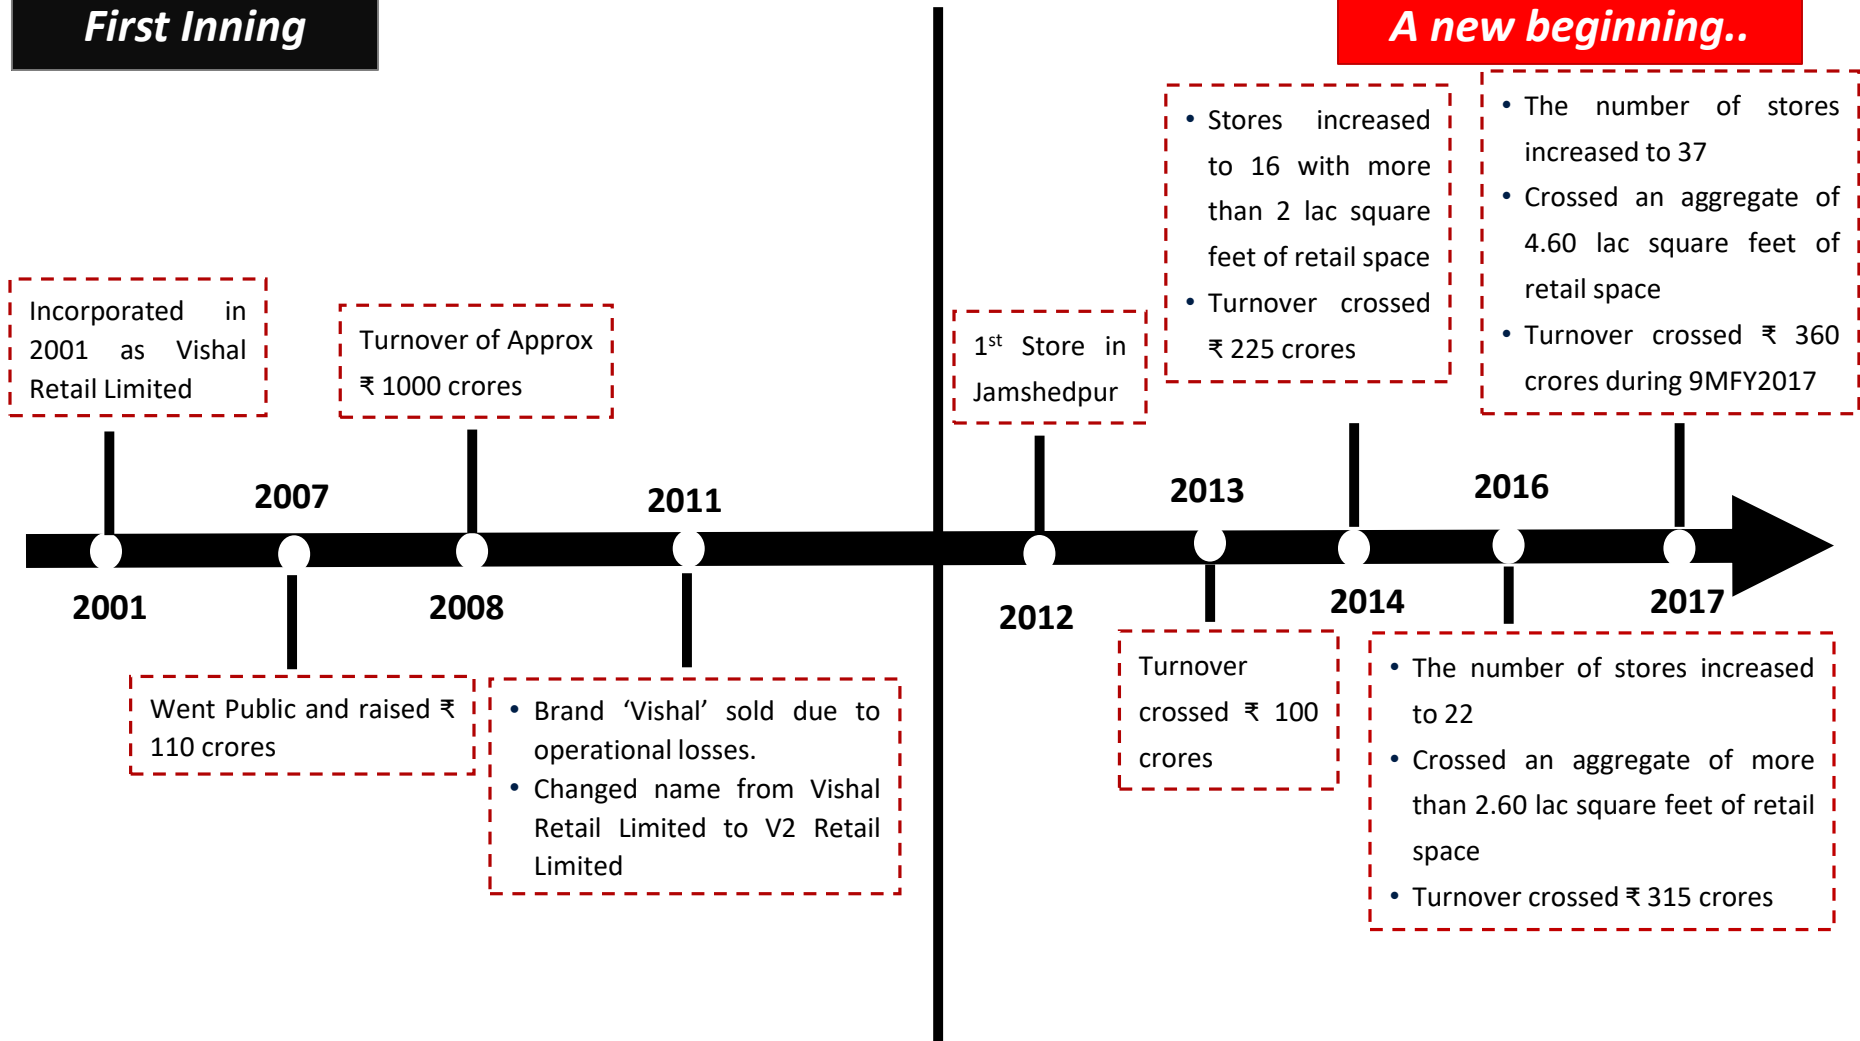 First Inning
A new beginning..
Incorporated in
2001 as Vishal
Retail Limited
2001
2007
Went Public and raised ₹
110 crores
Turnover of Approx
₹ 1000 crores
2008
2011
• Brand ‘Vishal’ sold due to
operational losses.
• Changed name from Vishal
Retail Limited to V2 Retail
Limited
1st Store in
Jamshedpur
2012
2013
Turnover
crossed ₹ 100
crores
• Stores increased
to 16 with more
than 2 lac square
feet of retail space
• Turnover crossed
₹ 225 crores
2014
2016
• The number of stores increased
to 22
• Crossed an aggregate of more
than 2.60 lac square feet of retail
space
• Turnover crossed ₹ 315 crores
• The number of stores
increased to 37
• Crossed an aggregate of
4.60 lac square feet of
retail space
• Turnover crossed ₹ 360
crores during 9MFY2017
2017